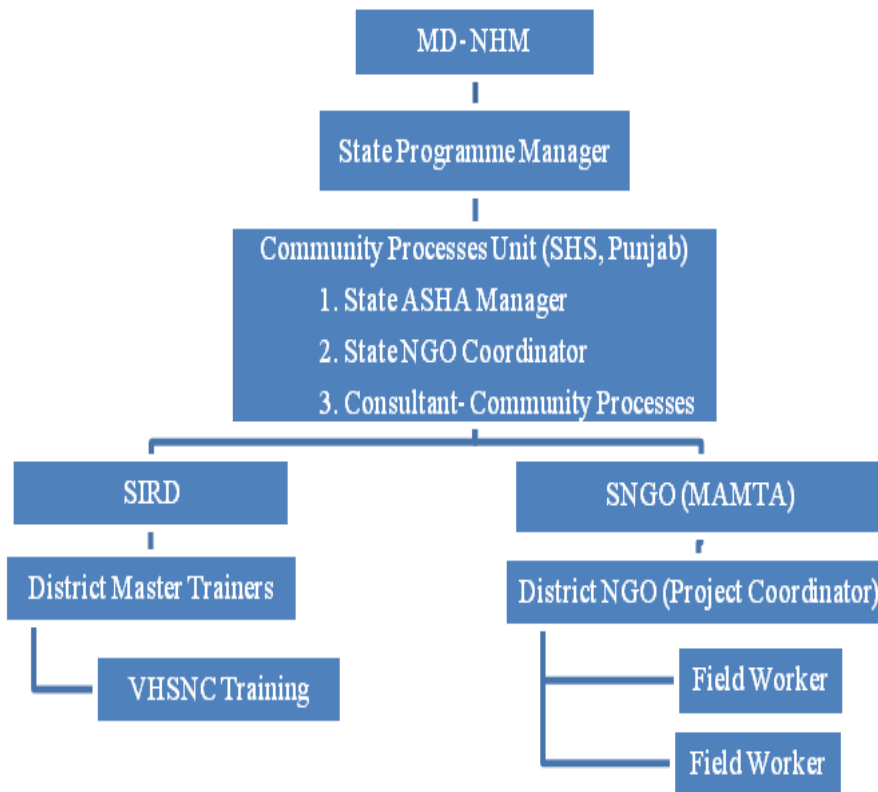 MD- NHM
State Programme Manager
Community Processes Unit (SHS, Punjab)
1. State ASHA Manager
2. State NGO Coordinator
3. Consultant- Community Processes
SIRD
SNGO (MAMTA)
District Master Trainers
District NGO (Project Coordinator)
VHSNC Training
Field Worker
Field Worker